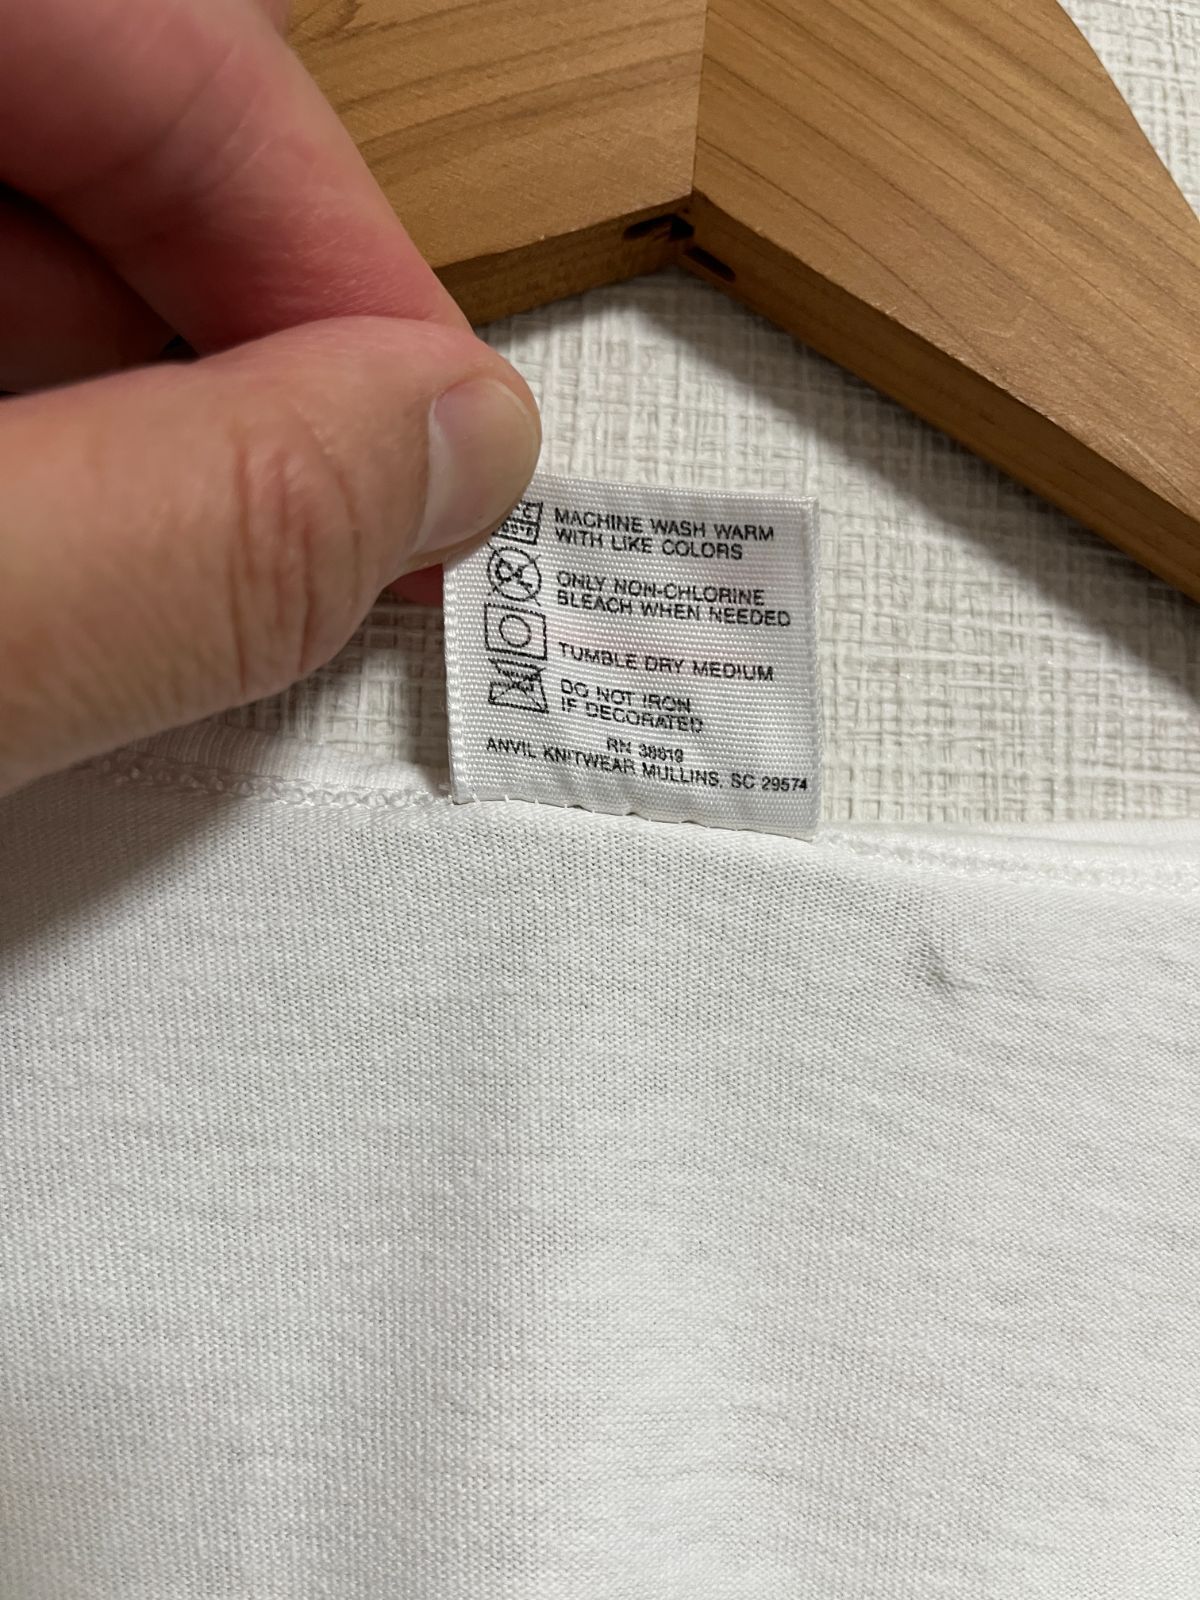 MACHINE WASH WARM
WITH LIKE COLORS
ONLY NON-CHLORINE
BLEACH WHEN NEEDED
TUMBLE DRY MEDIUM
DO NOT IRON
IF DECORATED
RN 38619
ANVIL KNITWEAR MULLINS, SC 29574